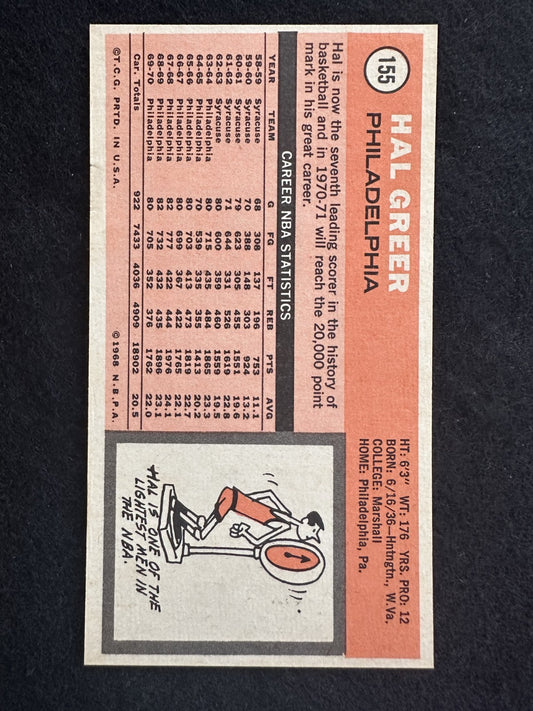 155
HAL GREER
PHILADELPHIA
HT: 6'3" WT: 176 YRS. PRO: 12
BORN: 6/16/36—Hntngtn., W.Va.
COLLEGE: Marshall
HOME: Philadelphia, Pa.
Hal is now the seventh leading scorer in the history of
basketball and in 1970-71 will reach the 20,000 point
mark in his great career.
CAREER NBA STATISTICS
YEAR TEAM G FG FT REB PTS AVG
58-59 Syracuse 68 308 137 196 753 11.1
59-60 Syracuse 70 388 148 303 924 13.2
60-61 Syracuse 79 623 305 455 1551 19.6
61-62 Syracuse 71 644 331 528 1619 22.8
62-63 Syracuse 80 600 359 459 1559 19.5
63-64 Philadelphia 80 715 435 484 1865 23.3
64-65 Philadelphia 70 539 335 355 1413 20.2
65-66 Philadelphia 80 703 413 473 1819 22.7
66-67 Philadelphia 80 699 367 422 1765 22.1
67-68 Philadelphia 82 777 422 444 1976 24.1
68-69 Philadelphia 82 732 432 435 1896 23.1
69-70 Philadelphia 80 705 352 376 1762 22.0
Car. Totals 922 7433 4036 4909 18902 20.5
©T.C.G. PRTD. IN U.S.A. ©1968 N.B.P.A.
HAL IS ONE OF THE
LIGHTEST MEN IN
THE NBA.